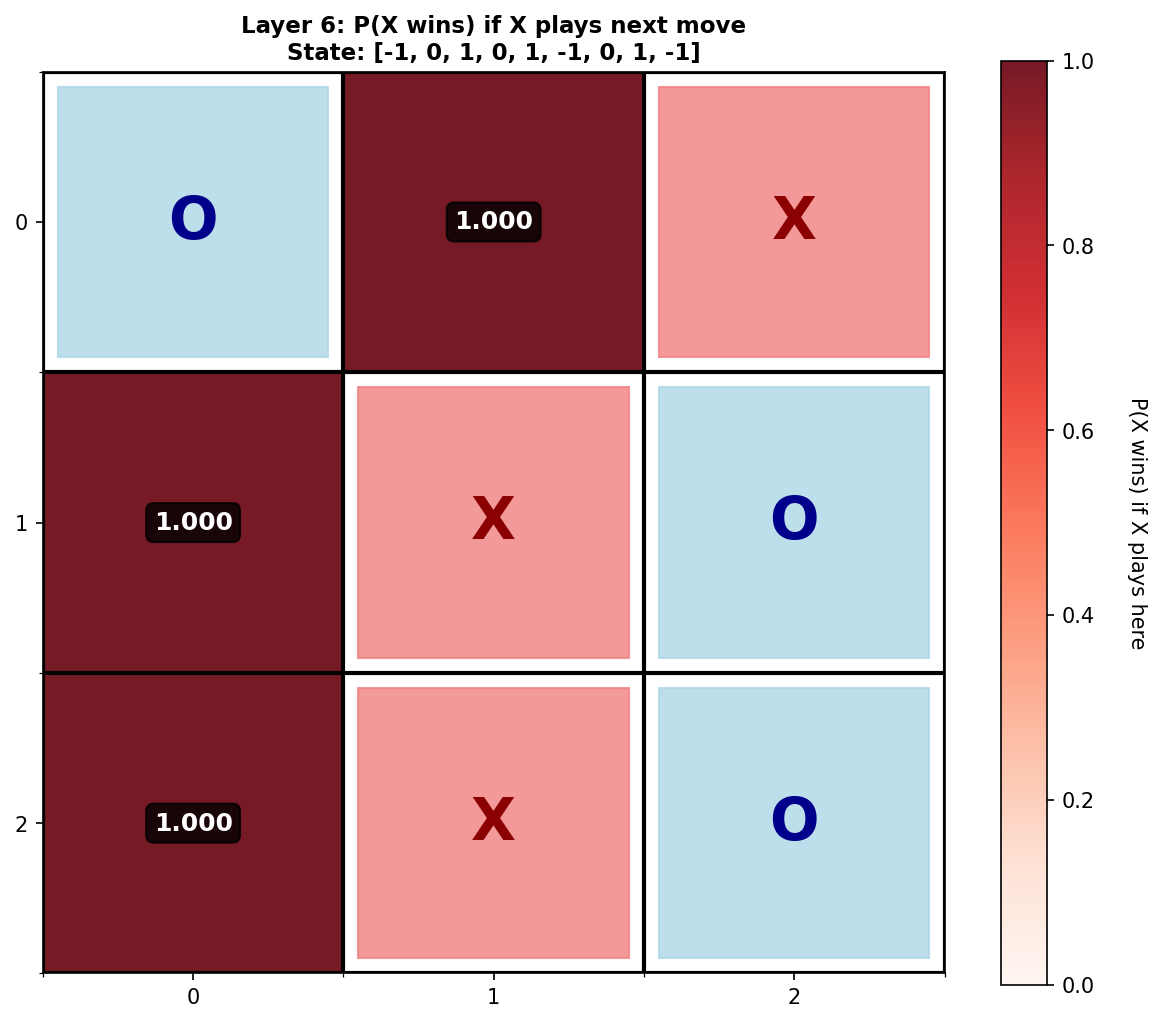 Layer 6: P(X wins) if X plays next move
State: [-1, 0, 1, 0, 1, -1, 0, 1, -1]
0
O
1.000
X
1
1.000
X
O
2
1.000
X
O
0
1
2
1.0
0.8
0.6
0.4
0.2
0.0
P(X wins) if X plays here